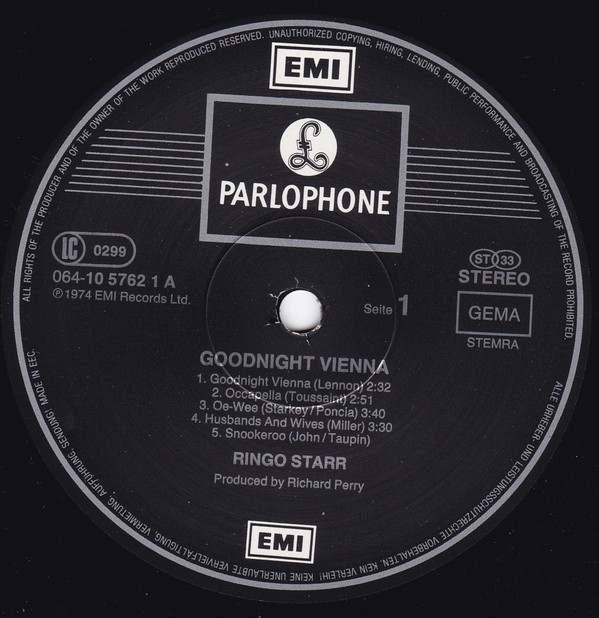 ALL RIGHTS OF THE PRODUCER AND OF THE OWNER OF THE WORK REPRODUCED RESERVED. UNAUTHORIZED COPYING, HIRING, LENDING, PUBLIC PERFORMANCE AND BROADCASTING OF THE RECORD PROHIBITED.
EMI
£
PARLOPHONE
LC 0299
064-10 5762 1 A
℗ 1974 EMI Records Ltd.
ST 33
STEREO
GEMA
STEMRA
Seite 1
GOODNIGHT VIENNA
1. Goodnight Vienna (Lennon) 2:32
2. Occapella (Toussaint) 2:51
3. Oe-Wee (Starkey/Poncia) 3:40
4. Husbands And Wives (Miller) 3:30
5. Snookeroo (John/Taupin)
RINGO STARR
Produced by Richard Perry
EMI
ALLE URHEBER- UND LEISTUNGSSCHUTZRECHTE VORBEHALTEN. KEIN VERLEIH! KEINE UNERLAUBTE VERVIELFÄLTIGUNG, VERMIETUNG, AUFFÜHRUNG, SENDUNG! MADE IN EEC.